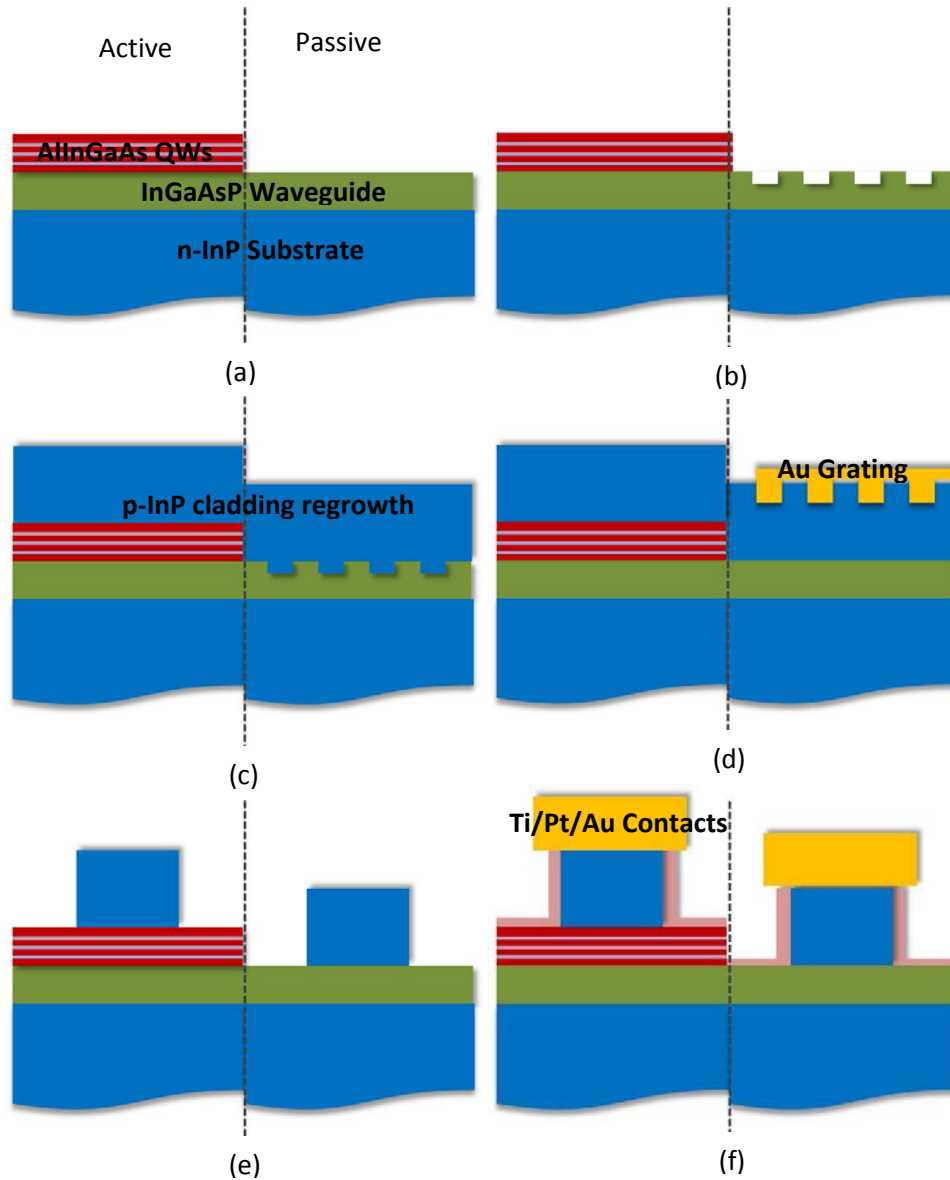 Active
Passive
AlInGaAs QWs
InGaAsP Waveguide
n-InP Substrate
(a)
(b)
p-InP cladding regrowth
Au Grating
(c)
(d)
Ti/Pt/Au Contacts
(e)
(f)